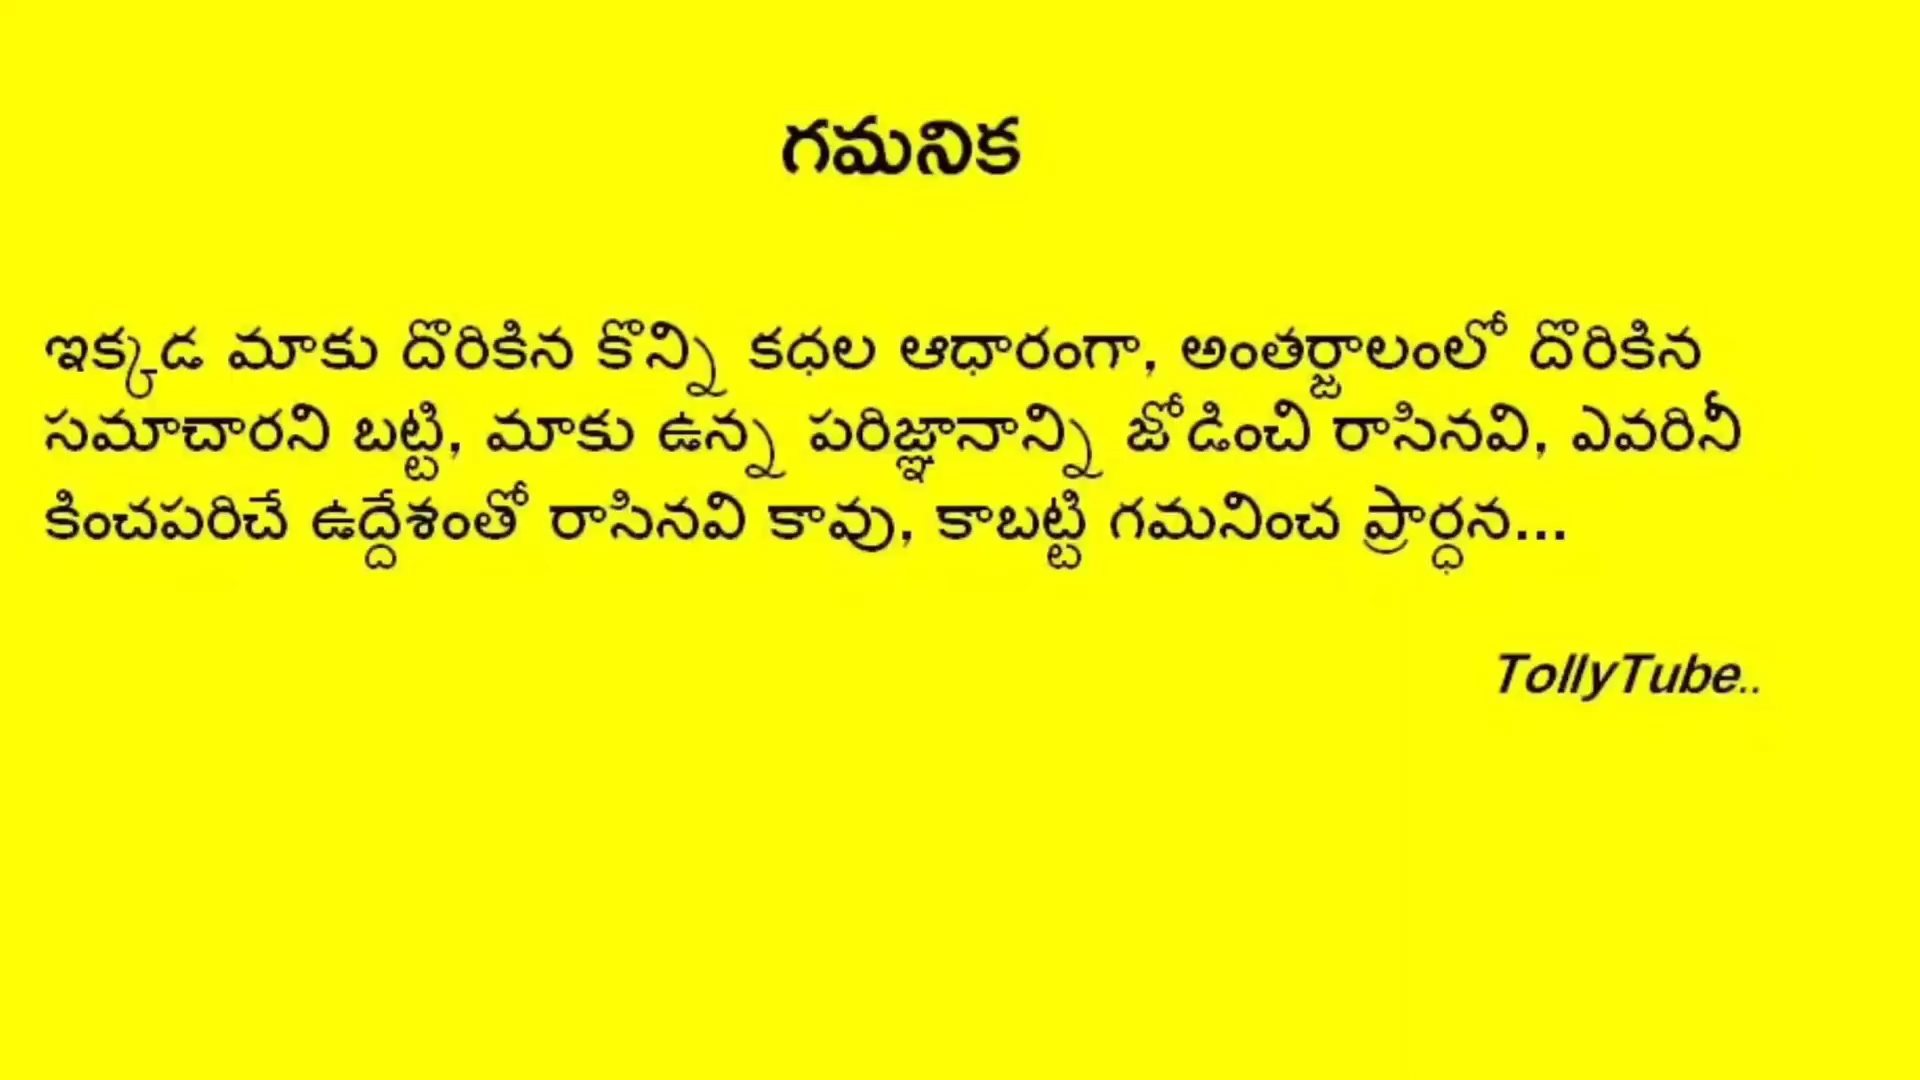 గమనిక
ఇక్కడ మాకు దొరికిన కొన్ని కధల ఆధారంగా, అంతర్జాలంలో దొరికిన
సమాచారని బట్టి, మాకు ఉన్న పరిజ్ఞానాన్ని జోడించి రాసినవి, ఎవరినీ
కించపరిచే ఉద్దేశంతో రాసినవి కావు, కాబట్టి గమనించ ప్రార్ధన...
TollyTube..